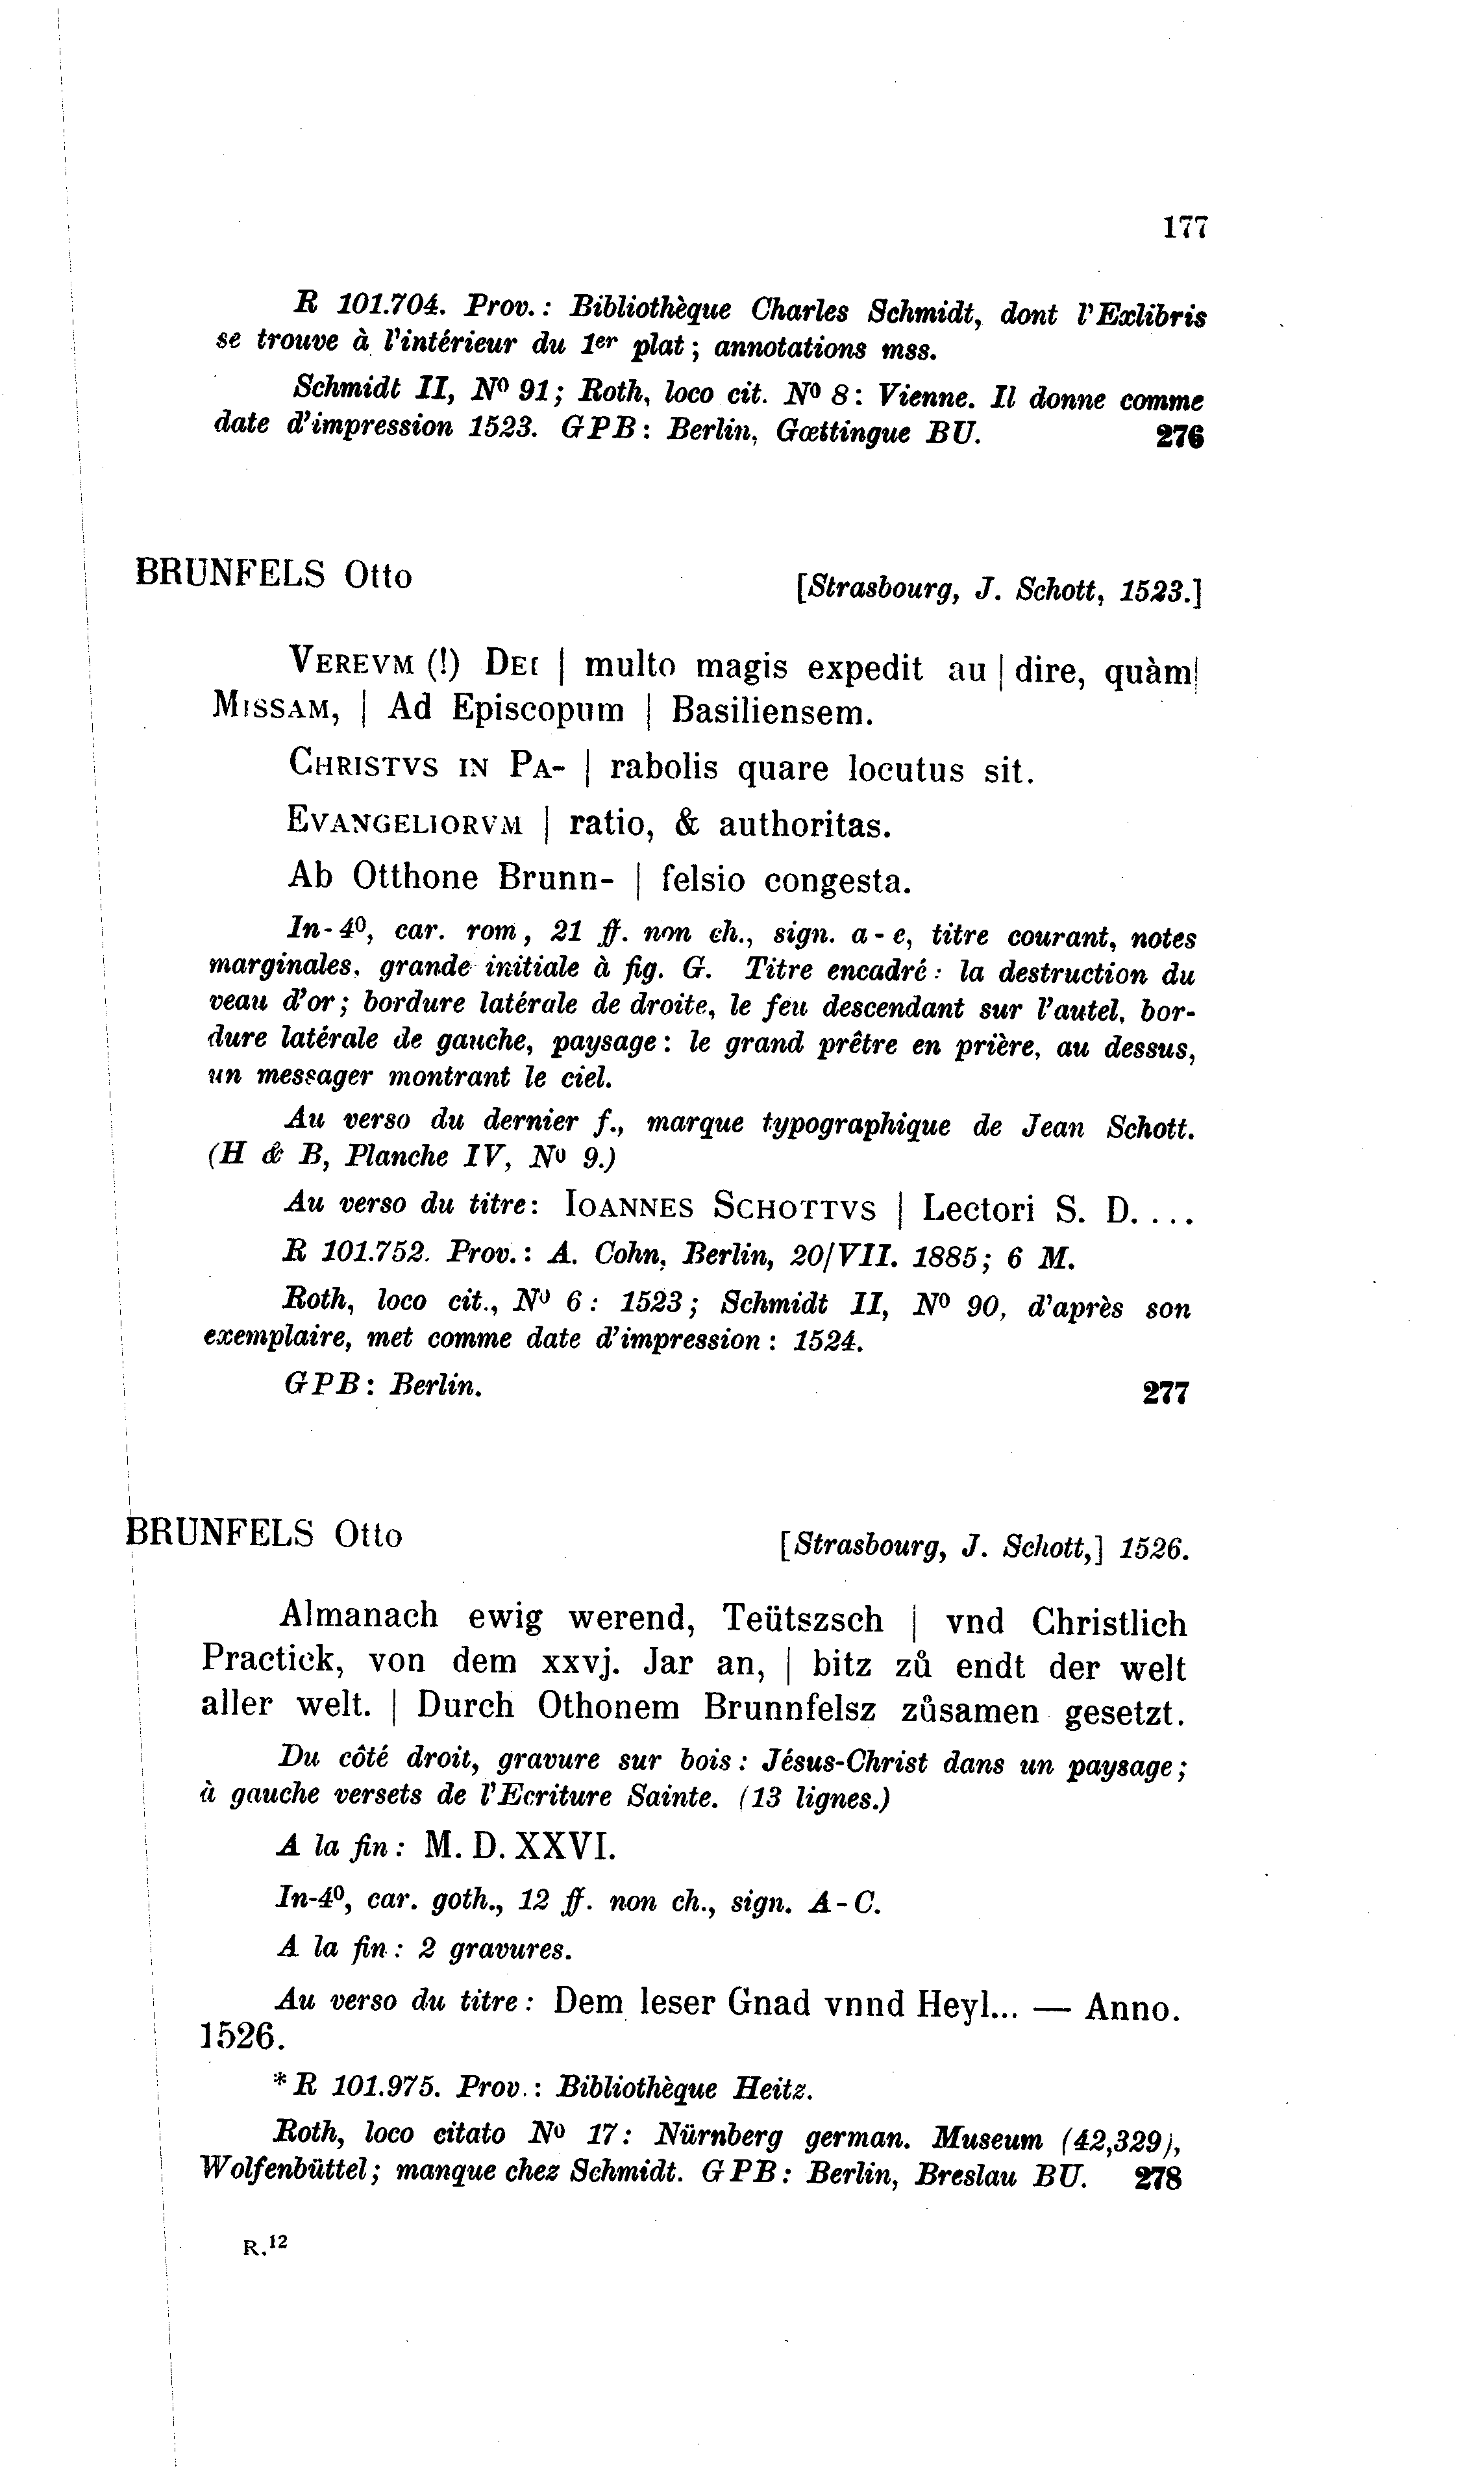 177
R 101.704. Prov. : Bibliothèque Charles Schmidt, dont l'Exlibris
se trouve à l'intérieur du 1er plat ; annotations mss.
Schmidt II, Nº 91; Roth, loco cit. Nº 8: Vienne. Il donne comme
date d'impression 1523. GPB: Berlin, Gœttingue BU. 276
BRUNFELS Otto
[Strasbourg, J. Schott, 1523.]
VEREVM (!) DEI | multo magis expedit au | dire, quàm|
MISSAM, | Ad Episcopum | Basiliensem.
CHRISTVS IN PA- | rabolis quare locutus sit.
EVANGELIORVM | ratio, & authoritas.
Ab Otthone Brunn- | felsio congesta.
In-4º, car. rom, 21 ff. non ch., sign. a-e, titre courant, notes
marginales. grande initiale à fig. G. Titre encadré: la destruction du
veau d'or; bordure latérale de droite, le feu descendant sur l'autel, bor-
dure latérale de gauche, paysage: le grand prêtre en prière, au dessus,
un messager montrant le ciel.
Au verso du dernier f., marque typographique de Jean Schott.
(H & B, Planche IV, Nº 9.)
Au verso du titre: IOANNES SCHOTTVS | Lectori S. D. ...
R 101.752. Prov.: A. Cohn, Berlin, 20/VII. 1885; 6 M.
Roth, loco cit., Nº 6: 1523; Schmidt II, Nº 90, d'après son
exemplaire, met comme date d'impression: 1524.
GPB: Berlin. 277
BRUNFELS Otto
[Strasbourg, J. Schott,] 1526.
Almanach ewig werend, Teütszsch | vnd Christlich
Practick, von dem xxvj. Jar an, | bitz zů endt der welt
aller welt. | Durch Othonem Brunnfelsz zůsamen gesetzt.
Du côté droit, gravure sur bois: Jésus-Christ dans un paysage;
à gauche versets de l'Ecriture Sainte. (13 lignes.)
A la fin: M. D. XXVI.
In-4º, car. goth., 12 ff. non ch., sign. A-C.
A la fin: 2 gravures.
Au verso du titre: Dem leser Gnad vnnd Heyl... — Anno.
1526.
* R 101.975. Prov.: Bibliothèque Heitz.
Roth, loco citato Nº 17: Nürnberg german. Museum (42,329),
Wolfenbüttel; manque chez Schmidt. GPB: Berlin, Breslau BU. 278
R.12